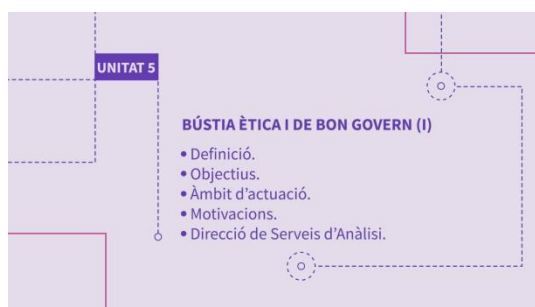 UNITAT 5
BÚSTIA ÈTICA I DE BON GOVERN (I)
• Definició.
• Objectius.
• Àmbit d'actuació.
• Motivacions.
• Direcció de Serveis d'Anàlisi.